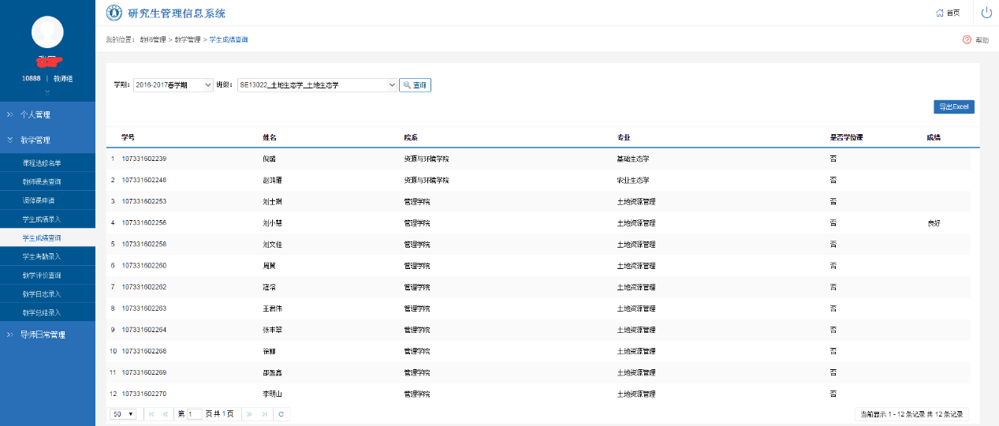 研究生管理信息系统
首页
10888 | 教师组
我的位置： 教师管理 > 教学管理 > 学生成绩查询
帮助
个人管理
教学管理
课程选修名单
教师课表查询
调停课申请
学生成绩录入
学生成绩查询
学生考勤录入
教学评价查询
教学日志录入
教学总结录入
导师日常管理
学期： 2016-2017春学期 班级： SE13022_土地生态学_土地生态学 查询
导出Excel
学号 姓名 院系 专业 是否学位课 成绩
1 107331602239 倪璐 资源与环境学院 基础生态学 否
2 107331602248 赵鸿雁 资源与环境学院 农业生态学 否
3 107331602253 刘士琪 管理学院 土地资源管理 否
4 107331602256 刘小慧 管理学院 土地资源管理 否 良好
5 107331602258 刘文佳 管理学院 土地资源管理 否
6 107331602260 周冀 管理学院 土地资源管理 否
7 107331602262 管理学院 土地资源管理 否
8 107331602263 王君伟 管理学院 土地资源管理 否
9 107331602264 张丰翠 管理学院 土地资源管理 否
10 107331602268 徐娜 管理学院 土地资源管理 否
11 107331602269 邵盈鑫 管理学院 土地资源管理 否
12 107331602270 李明山 管理学院 土地资源管理 否
50 第 1 页 共 1 页
当前显示 1 - 12 条记录 共 12 条记录